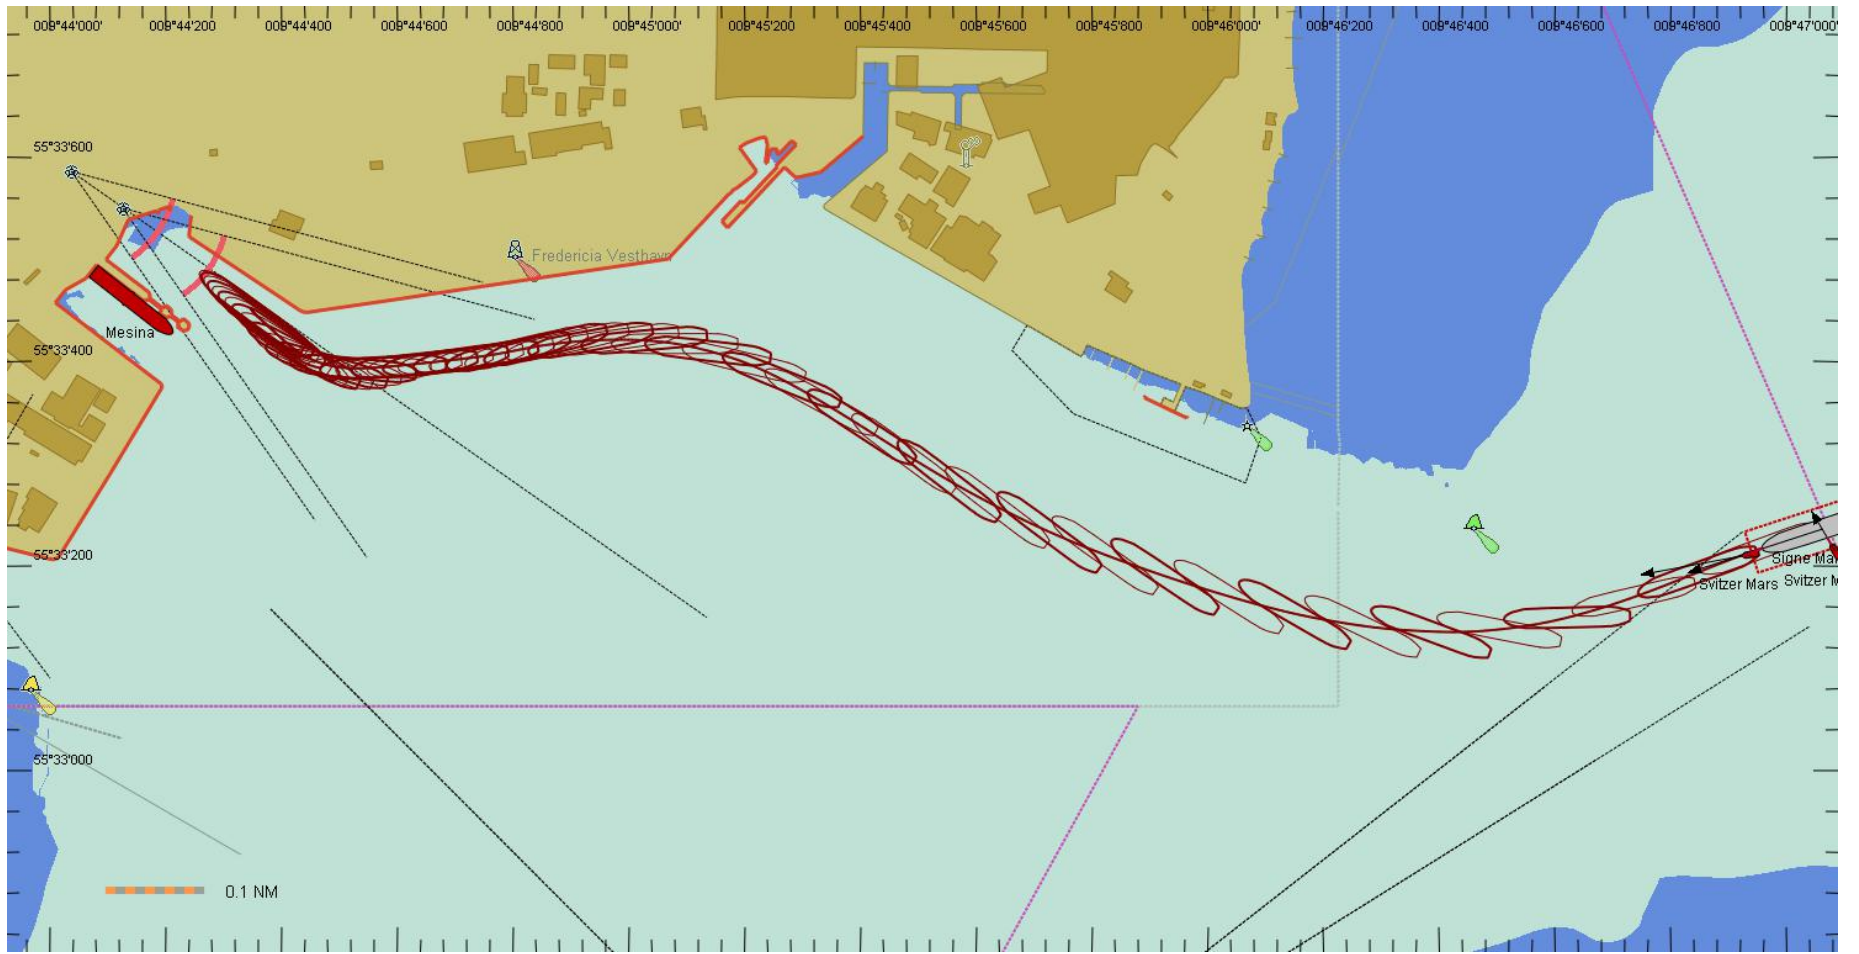 009°44'000' 009°44'200 009°44'400 009°44'600 009°44'800 009°45'000' 009°45'200 009°45'400 009°45'600 009°45'800 009°46'000' 009°46'200 009°46'400 009°46'600 009°46'800 009°47'000'
55°33'600
Fredericia Vesthavn
Mesina
55°33'400
55°33'200
Signe Mær
Svitzer Mars Svitzer M
55°33'000
0.1 NM